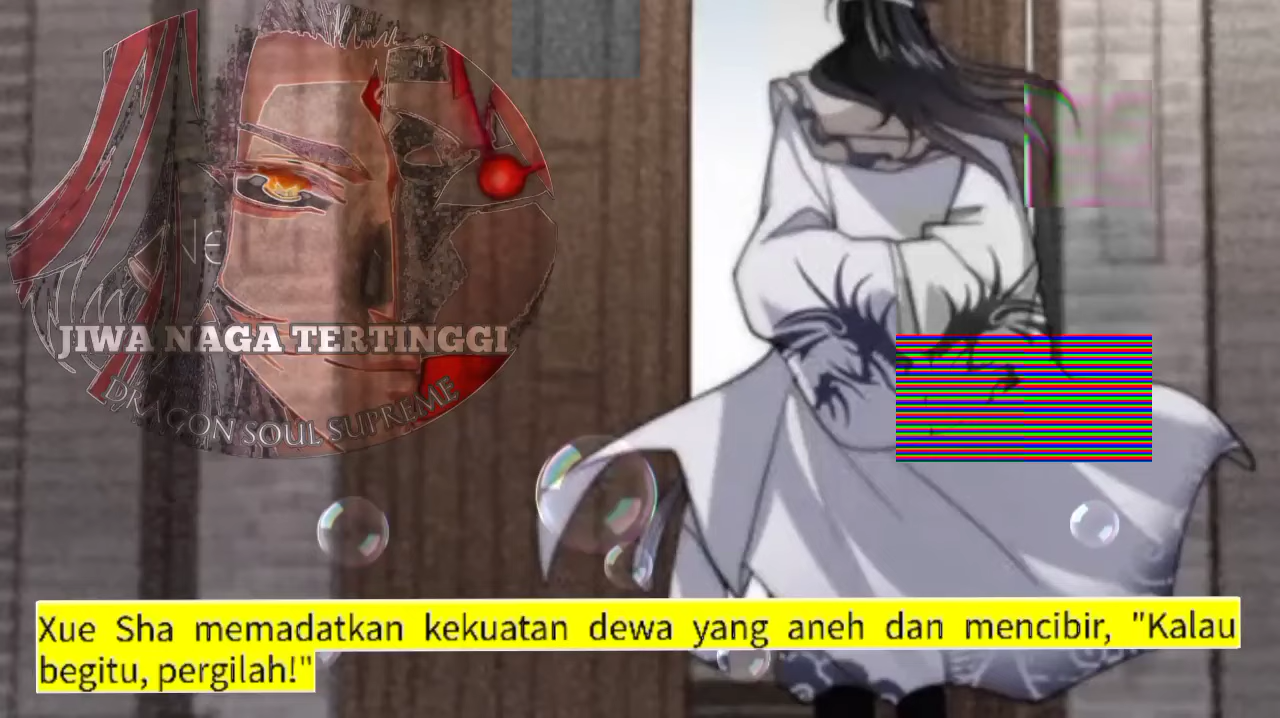 JIWA NAGA TERTINGGI
DRAGON SOUL SUPREME
Xue Sha memadatkan kekuatan dewa yang aneh dan mencibir, "Kalau
begitu, pergilah!"